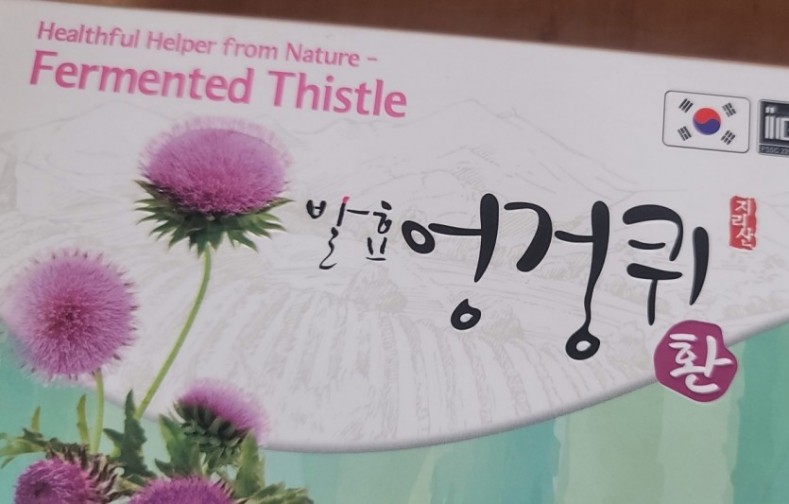 Healthful Helper from Nature –
Fermented Thistle
발효 엉겅퀴
지리산
환